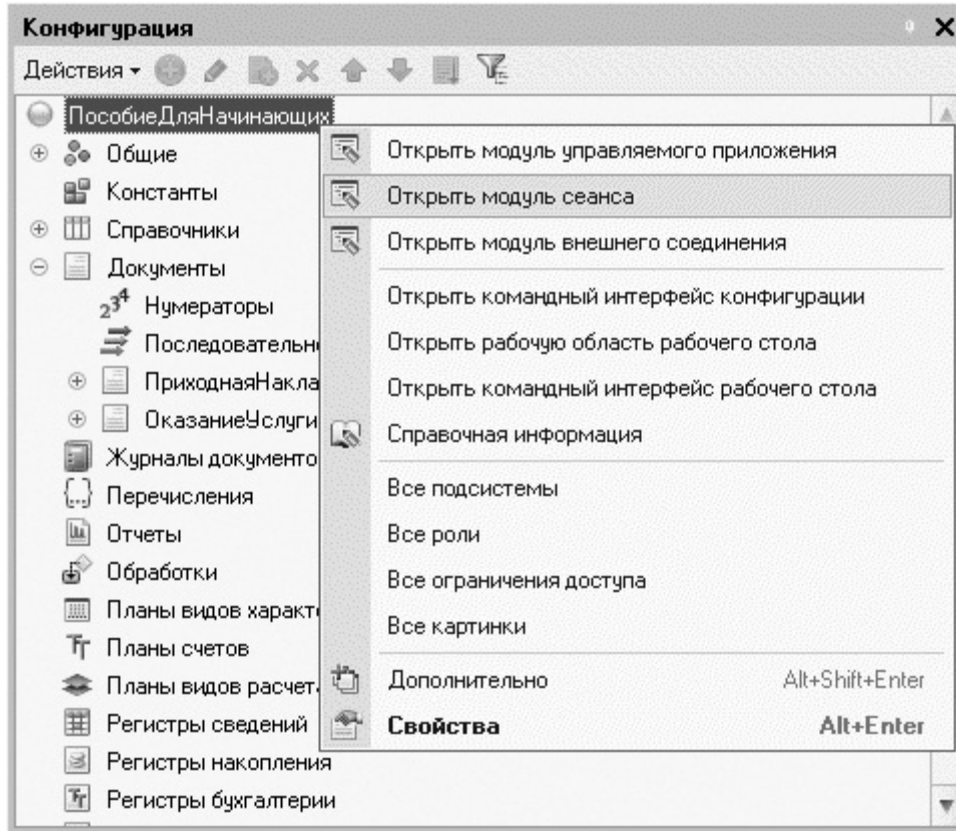 Конфигурация
Действия
ПособиеДляНачинающих
Общие
Константы
Справочники
Документы
Нумераторы
Последовательн
ПриходнаяНакла
ОказаниеУслуги
Журналы документо
Перечисления
Отчеты
Обработки
Планы видов характ
Планы счетов
Планы видов расчет
Регистры сведений
Регистры накопления
Регистры бухгалтерии
Открыть модуль управляемого приложения
Открыть модуль сеанса
Открыть модуль внешнего соединения
Открыть командный интерфейс конфигурации
Открыть рабочую область рабочего стола
Открыть командный интерфейс рабочего стола
Справочная информация
Все подсистемы
Все роли
Все ограничения доступа
Все картинки
Дополнительно Alt+Shift+Enter
Свойства Alt+Enter